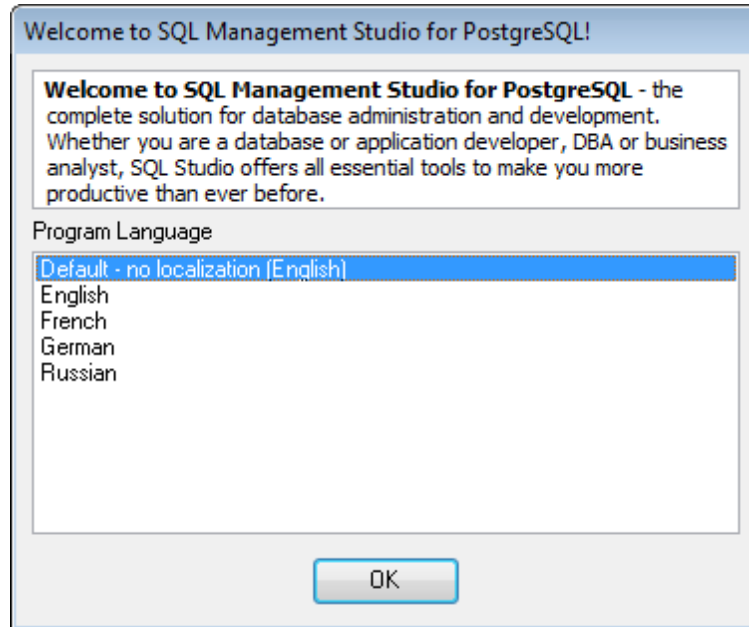 Welcome to SQL Management Studio for PostgreSQL!
Welcome to SQL Management Studio for PostgreSQL - the
complete solution for database administration and development.
Whether you are a database or application developer, DBA or business
analyst, SQL Studio offers all essential tools to make you more
productive than ever before.
Program Language
Default - no localization (English)
English
French
German
Russian
OK